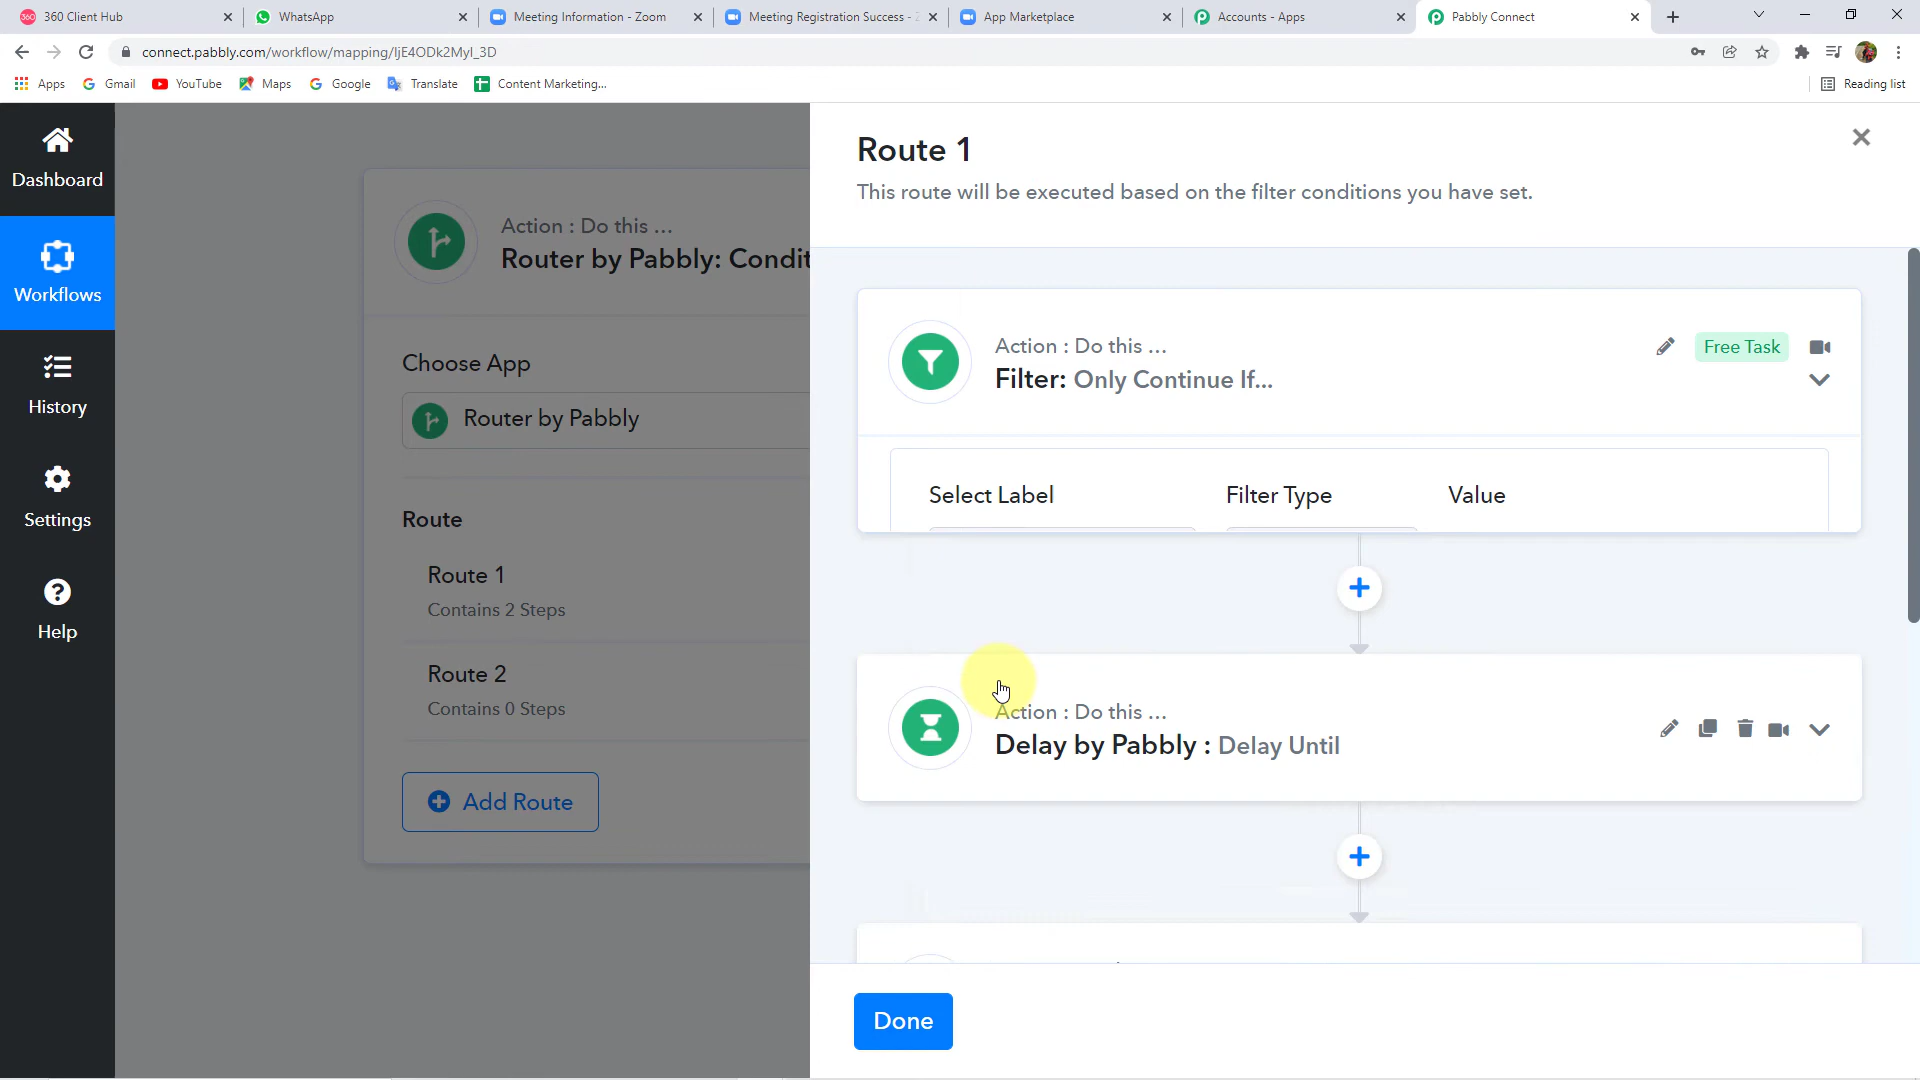 360 Client Hub
WhatsApp
Meeting Information - Zoom
Meeting Registration Success -
App Marketplace
Accounts - Apps
Pabbly Connect
connect.pabbly.com/workflow/mapping/IjE4ODk2MyI_3D
Apps
Gmail
YouTube
Maps
Google
Translate
Content Marketing...
Reading list
Dashboard
Workflows
History
Settings
Help
Action : Do this ...
Router by Pabbly: Condit
Choose App
Router by Pabbly
Route
Route 1
Contains 2 Steps
Route 2
Contains 0 Steps
Add Route
Route 1
This route will be executed based on the filter conditions you have set.
Action : Do this ...
Free Task
Filter: Only Continue If...
Select Label
Filter Type
Value
Action : Do this ...
Delay by Pabbly : Delay Until
Done